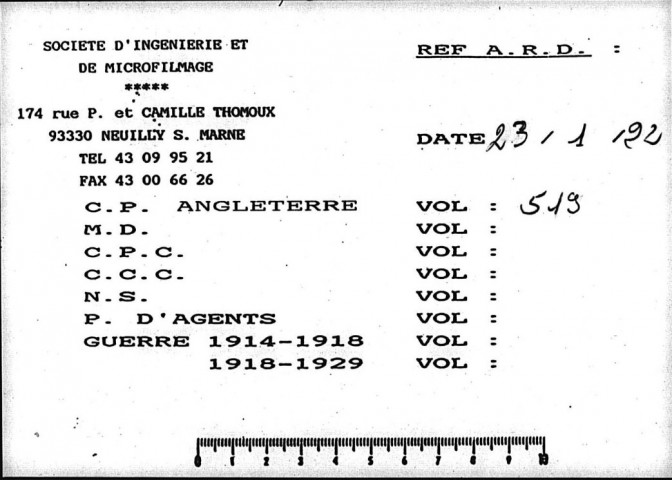 SOCIETE D'INGENIERIE ET
DE MICROFILMAGE
*****
174 rue P. et CAMILLE THOMOUX
93330 NEUILLY S. MARNE
TEL 43 09 95 21
FAX 43 00 66 26
REF A.R.D. :
DATE 23 / 1 / 92
C.P. ANGLETERRE VOL : 519
M.D. VOL :
C.P.C. VOL :
C.C.C. VOL :
N.S. VOL :
P. D'AGENTS VOL :
GUERRE 1914-1918 VOL :
1918-1929 VOL :
0 1 2 3 4 5 6 7 8 9 10